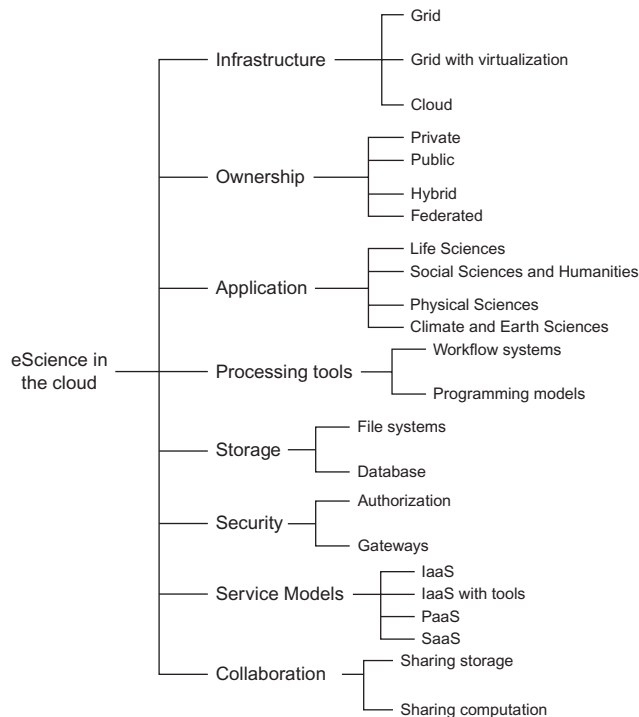 eScience in
the cloud
Infrastructure
Grid
Grid with virtualization
Cloud
Ownership
Private
Public
Hybrid
Federated
Application
Life Sciences
Social Sciences and Humanities
Physical Sciences
Climate and Earth Sciences
Processing tools
Workflow systems
Programming models
Storage
File systems
Database
Security
Authorization
Gateways
Service Models
IaaS
IaaS with tools
PaaS
SaaS
Collaboration
Sharing storage
Sharing computation